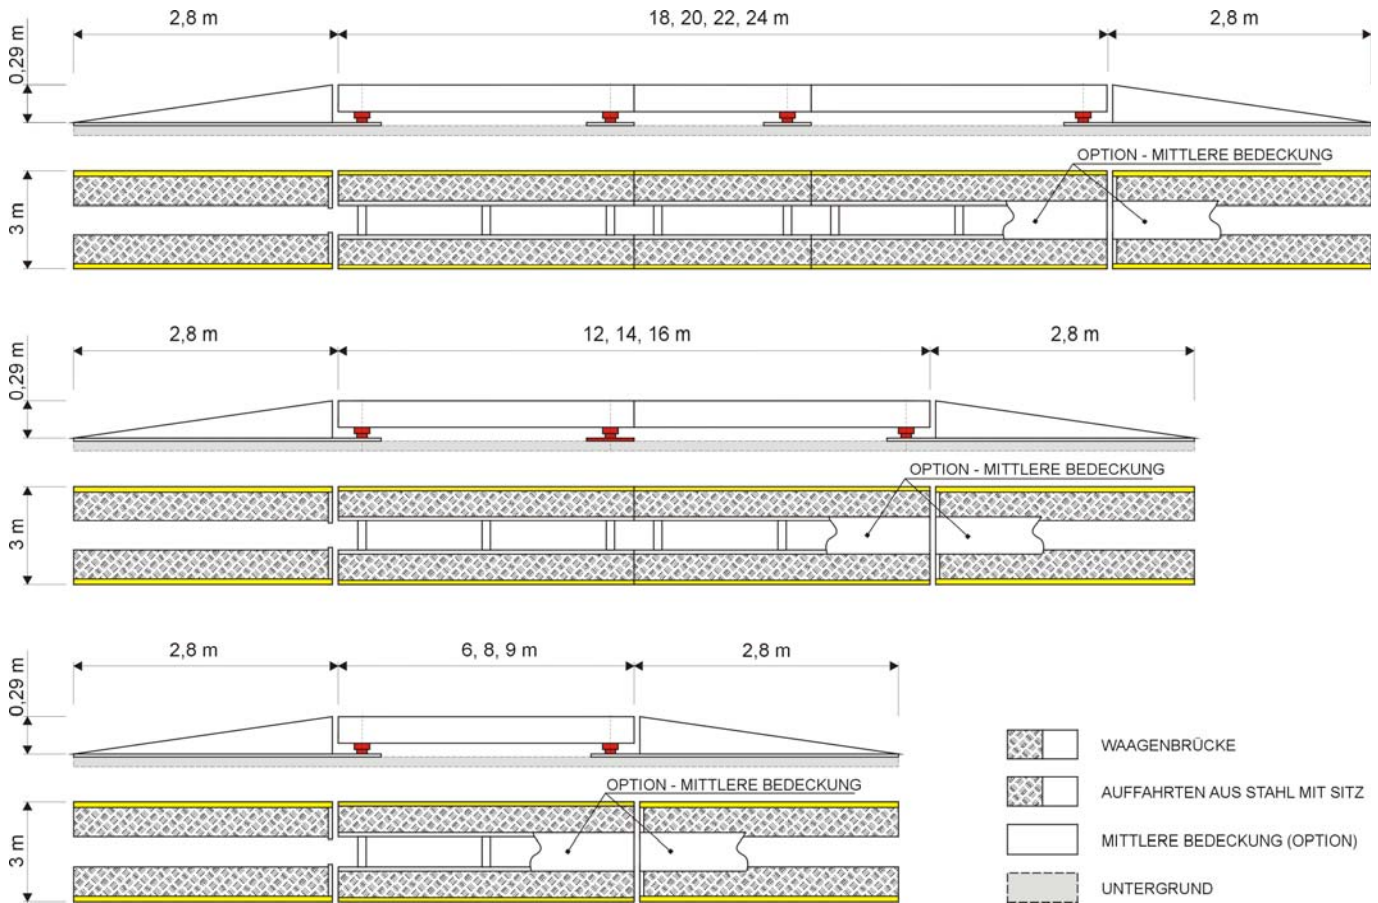 2,8 m
18, 20, 22, 24 m
2,8 m
0,29 m
OPTION - MITTLERE BEDECKUNG
3 m
2,8 m
12, 14, 16 m
2,8 m
0,29 m
OPTION - MITTLERE BEDECKUNG
3 m
2,8 m
6, 8, 9 m
2,8 m
0,29 m
OPTION - MITTLERE BEDECKUNG
3 m
WAAGENBRÜCKE
AUFFAHRTEN AUS STAHL MIT SITZ
MITTLERE BEDECKUNG (OPTION)
UNTERGRUND